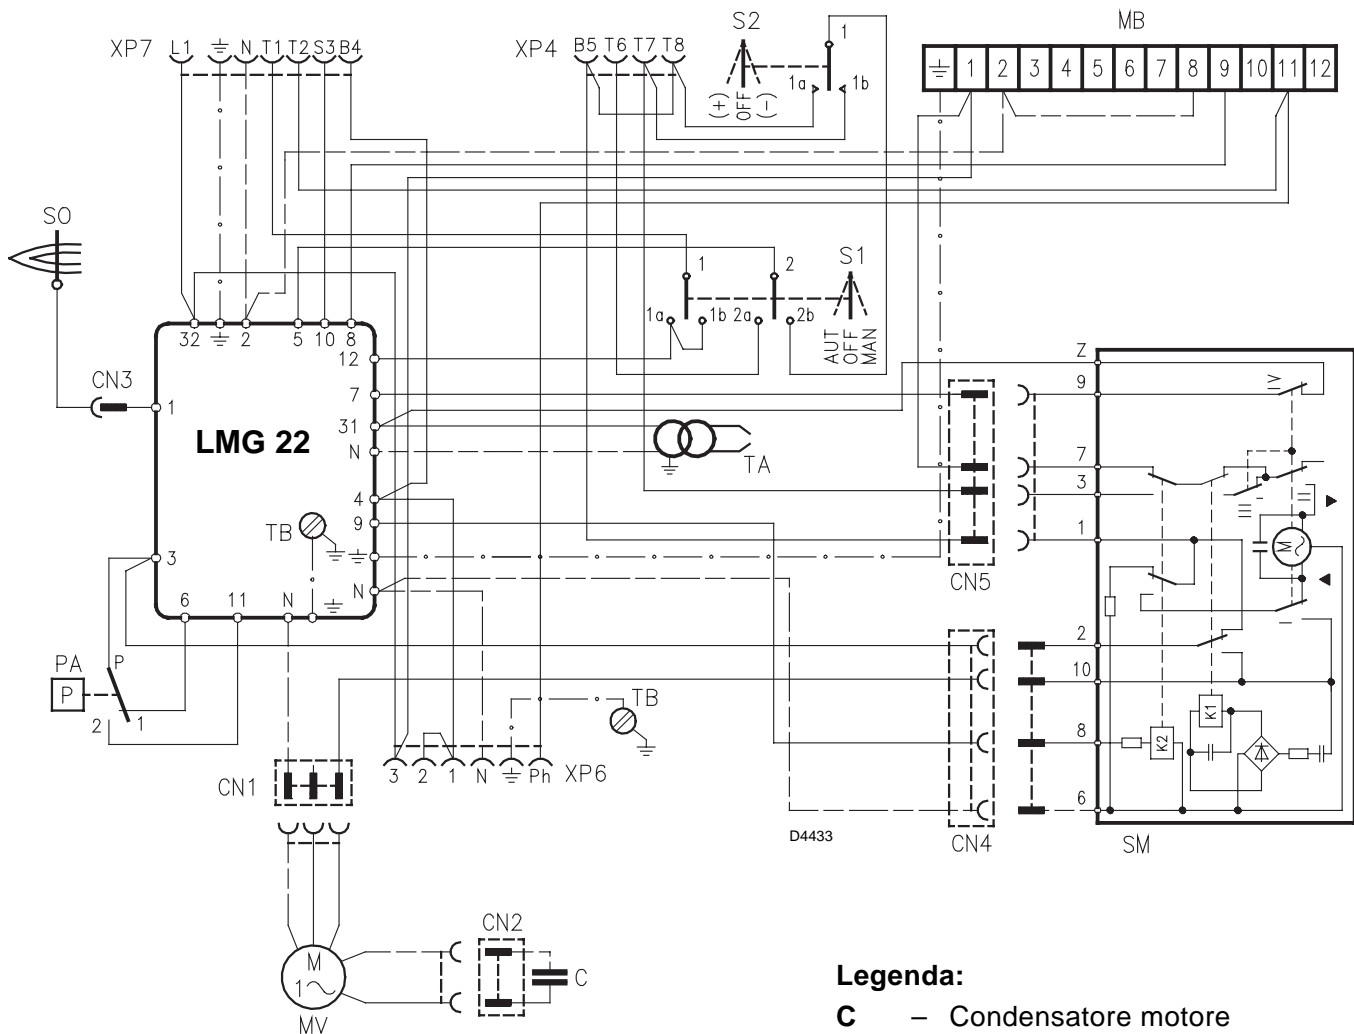 XP7 L1 N T1 T2 S3 B4
XP4 B5 T6 T7 T8
S2
1
1a 1b
(+) OFF (-)
MB
1 2 3 4 5 6 7 8 9 10 11 12
SO
CN3
1
32 2 5 10 8
12
7
31
N
4
9
N
LMG 22
TB
3
6 11 N
1 2
1a 1b 2a 2b
S1
AUT OFF MAN
TA
PA
P
P
2 1
CN1
3 2 1 N Ph XP6
TB
CN5
CN4
D4433
Z
9
7
3
1
2
10
8
6
IV
III
II
M
I
K1
K2
SM
M
1
MV
CN2
C
Legenda:
C – Condensatore motore